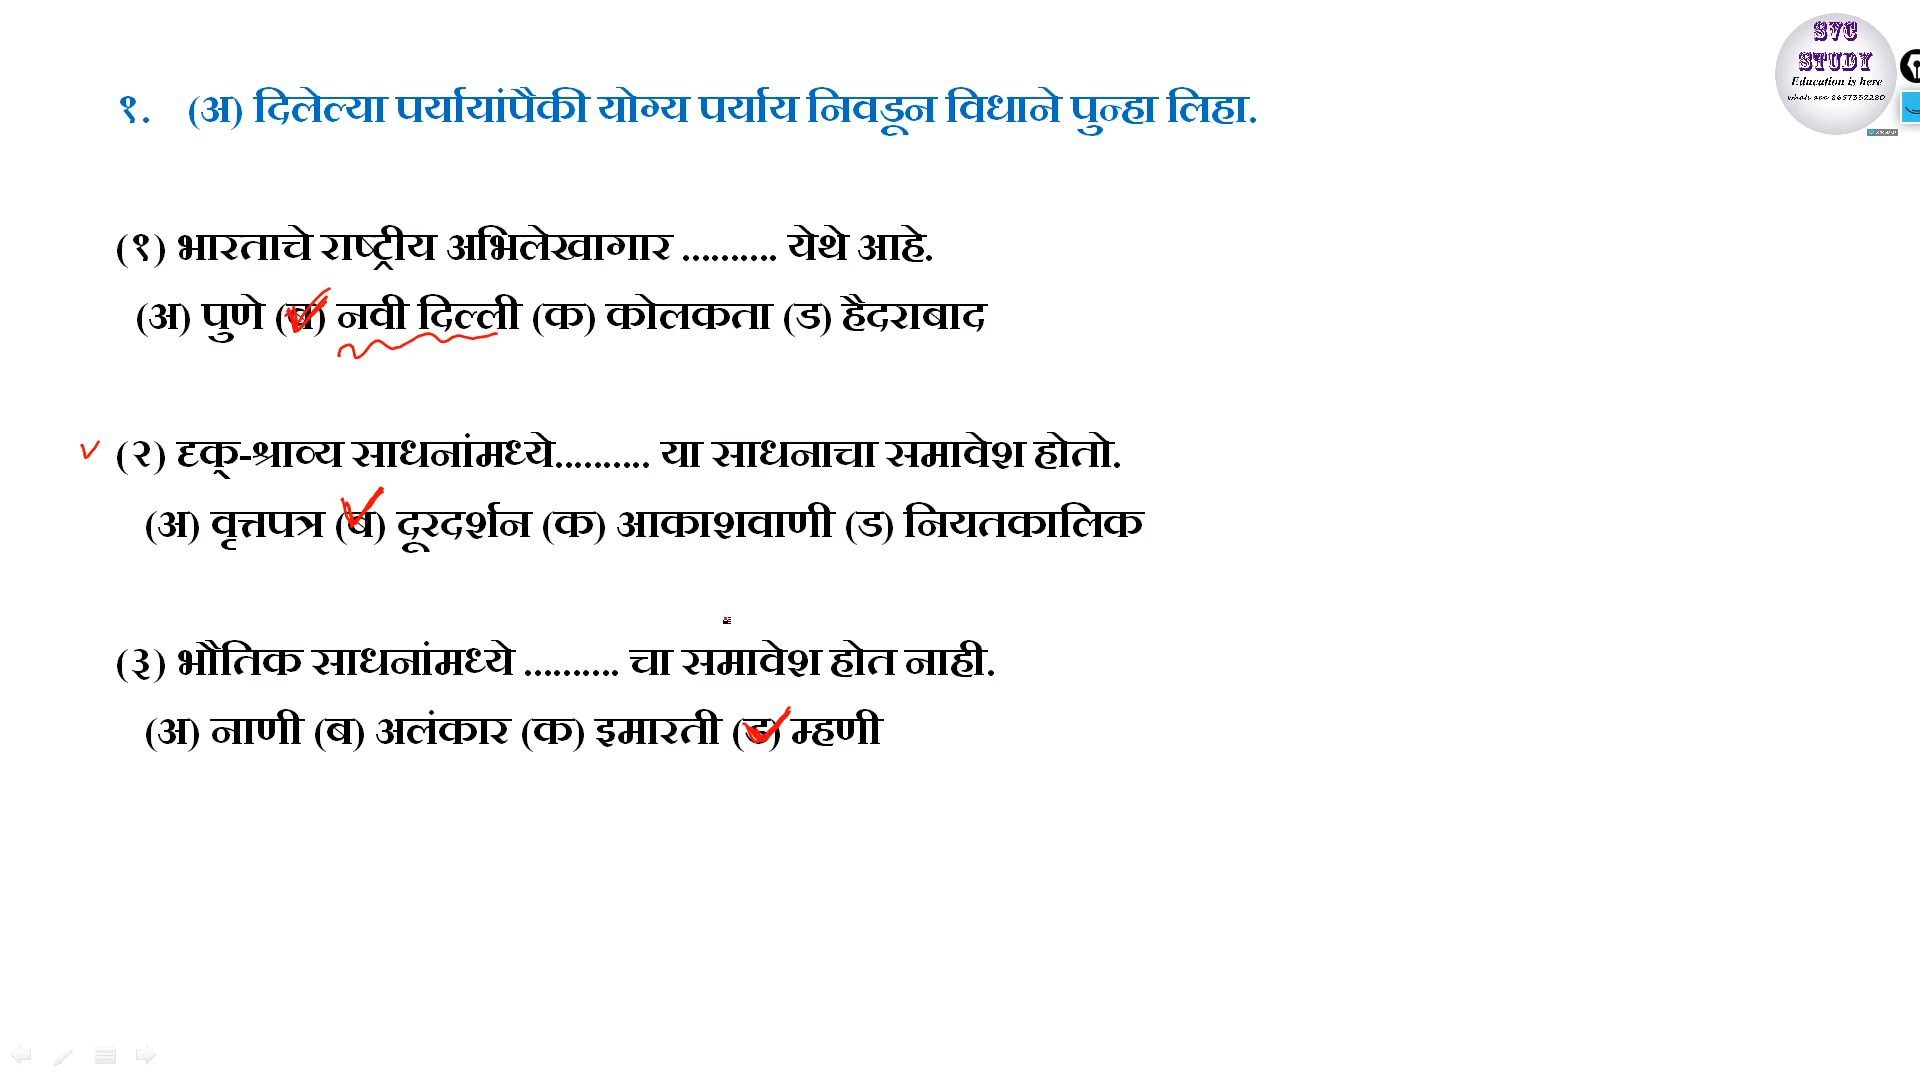 SVC
STUDY
Education is here
१. (अ) दिलेल्या पर्यायांपैकी योग्य पर्याय निवडून विधाने पुन्हा लिहा.
(१) भारताचे राष्ट्रीय अभिलेखागार .......... येथे आहे.
(अ) पुणे (ब) नवी दिल्ली (क) कोलकता (ड) हैदराबाद
(२) दृक्-श्राव्य साधनांमध्ये.......... या साधनाचा समावेश होतो.
(अ) वृत्तपत्र (ब) दूरदर्शन (क) आकाशवाणी (ड) नियतकालिक
(३) भौतिक साधनांमध्ये .......... चा समावेश होत नाही.
(अ) नाणी (ब) अलंकार (क) इमारती (ड) म्हणी